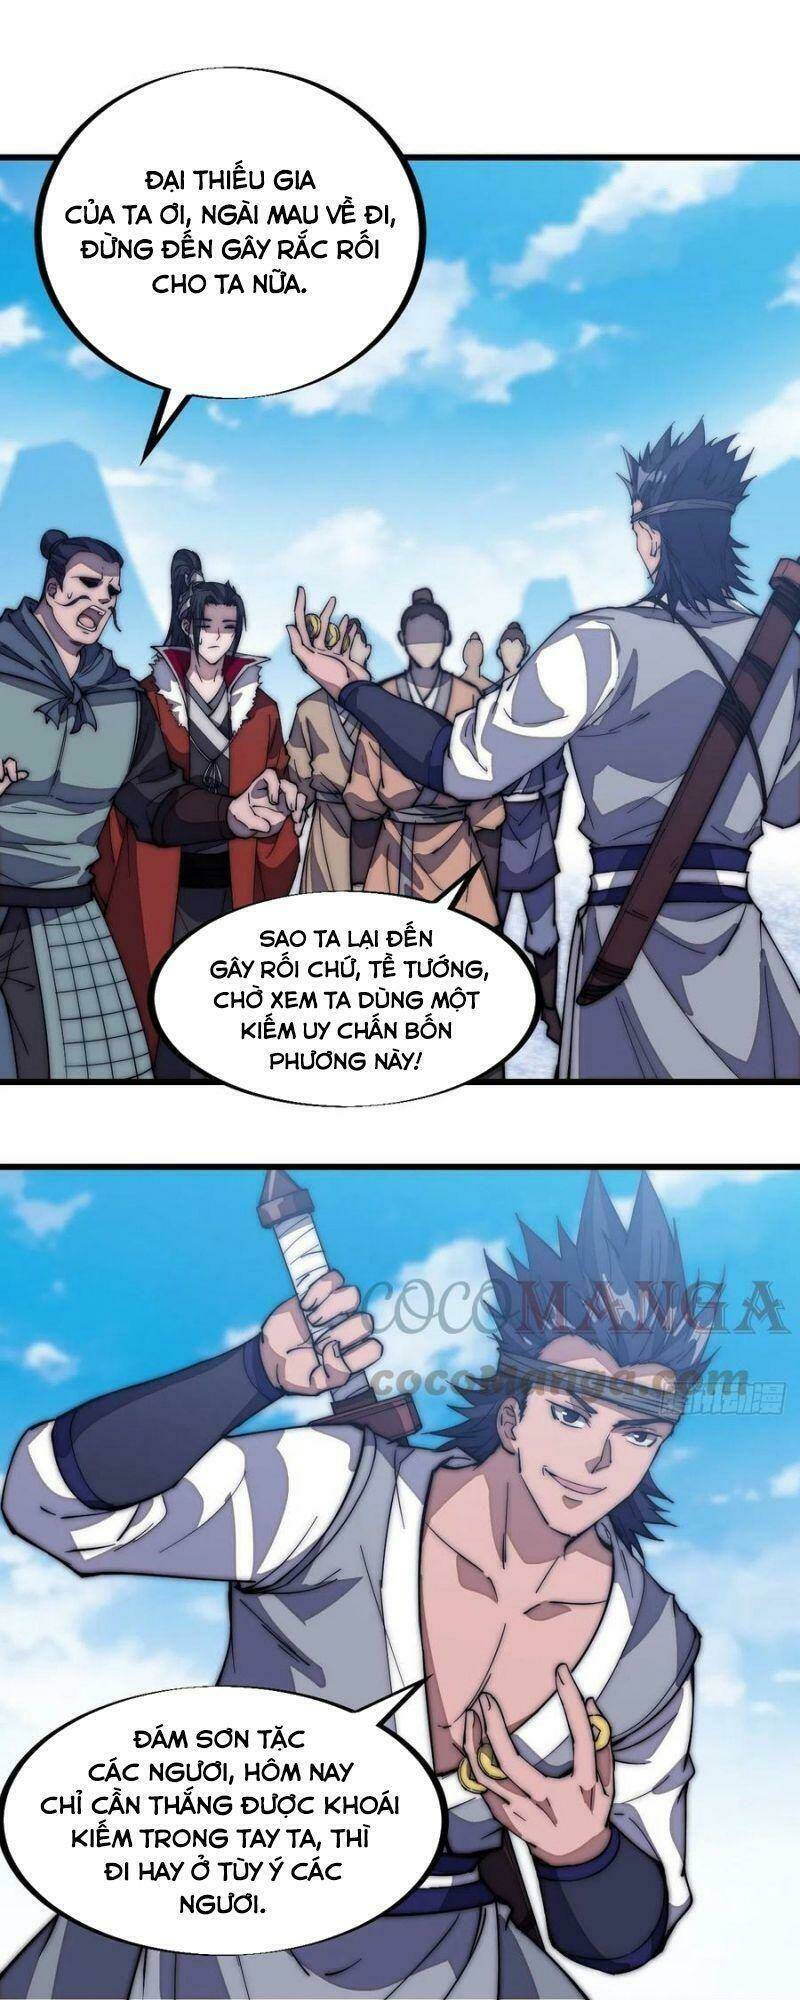 ĐẠI THIẾU GIA
CỦA TA ƠI, NGÀI MAU VỀ ĐI,
ĐỪNG ĐẾN GÂY RẮC RỐI
CHO TA NỮA.
SAO TA LẠI ĐẾN
GÂY RỐI CHỨ, TỀ TƯỚNG,
CHỜ XEM TA DÙNG MỘT
KIẾM UY CHẤN BỐN
PHƯƠNG NÀY!
COCOMANGA
cocomanga.com
ĐÁM SƠN TẶC
CÁC NGƯƠI, HÔM NAY
CHỈ CẦN THẮNG ĐƯỢC KHOÁI
KIẾM TRONG TAY TA, THÌ
ĐI HAY Ở TÙY Ý CÁC
NGƯƠI.